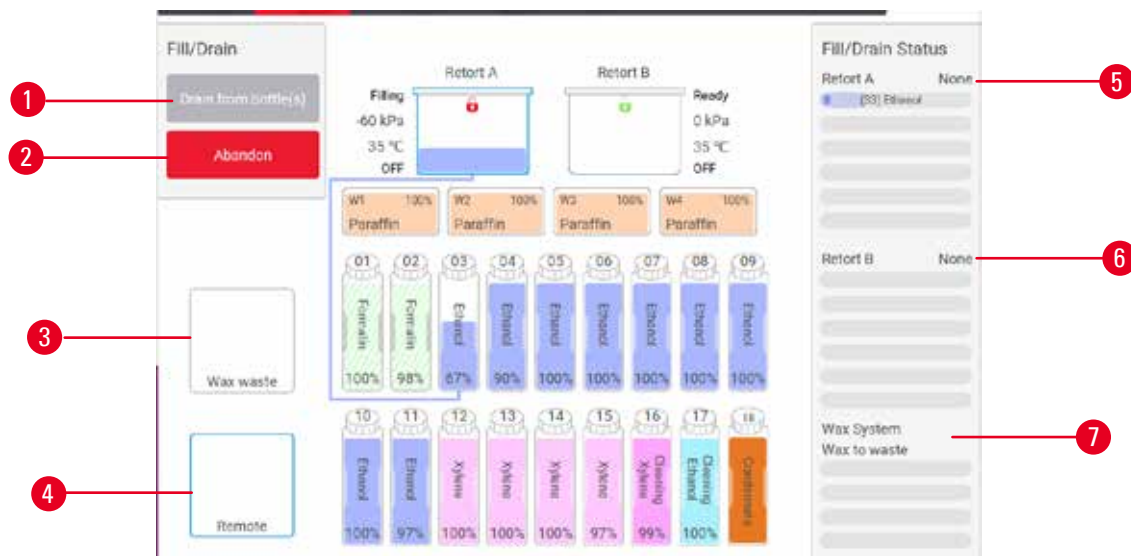 Fill/Drain
Drain from bottle(s)
Abandon
1
2
3
4
Wax waste
Remote
Retort A
Retort B
Filling
-60 kPa
35 °C
OFF
Ready
0 kPa
35 °C
OFF
W1 100% W2 100% W3 100% W4 100%
Paraffin Paraffin Paraffin Paraffin
01 02 03 04 05 06 07 08 09
Formalin Formalin Ethanol Ethanol Ethanol Ethanol Ethanol Ethanol Ethanol
100% 98% 67% 90% 100% 100% 100% 100% 100%
10 11 12 13 14 15 16 17 18
Ethanol Ethanol Xylene Xylene Xylene Xylene Cleaning Xylene Cleaning Ethanol Condensate
100% 97% 100% 100% 100% 97% 99% 100%
Fill/Drain Status
Retort A None
(S3) Ethanol
Retort B None
Wax System
Wax to waste
5
6
7